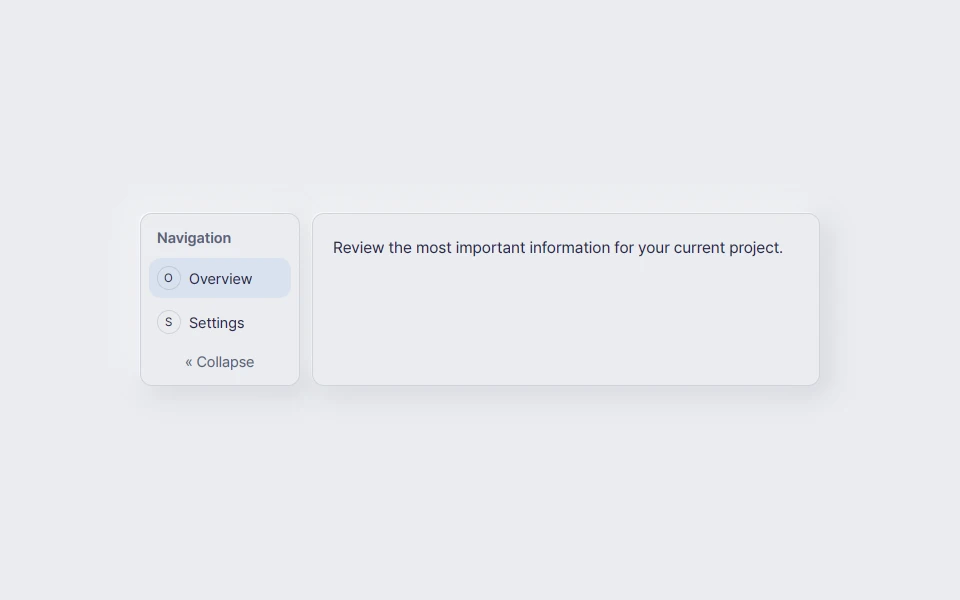 Navigation
O Overview
S Settings
« Collapse
Review the most important information for your current project.